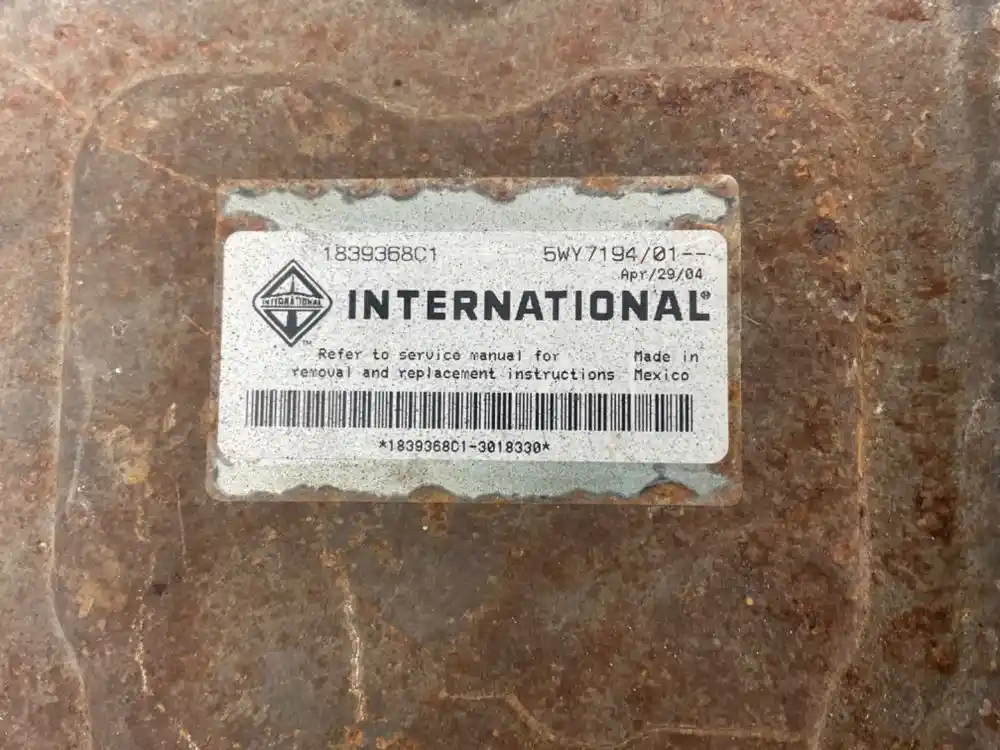 1839368C1 5WY7194/01--
Apr/29/04
INTERNATIONAL
INTERNATIONAL®
™
Refer to service manual for Made in
removal and replacement instructions Mexico
*1839368C1-3018330*